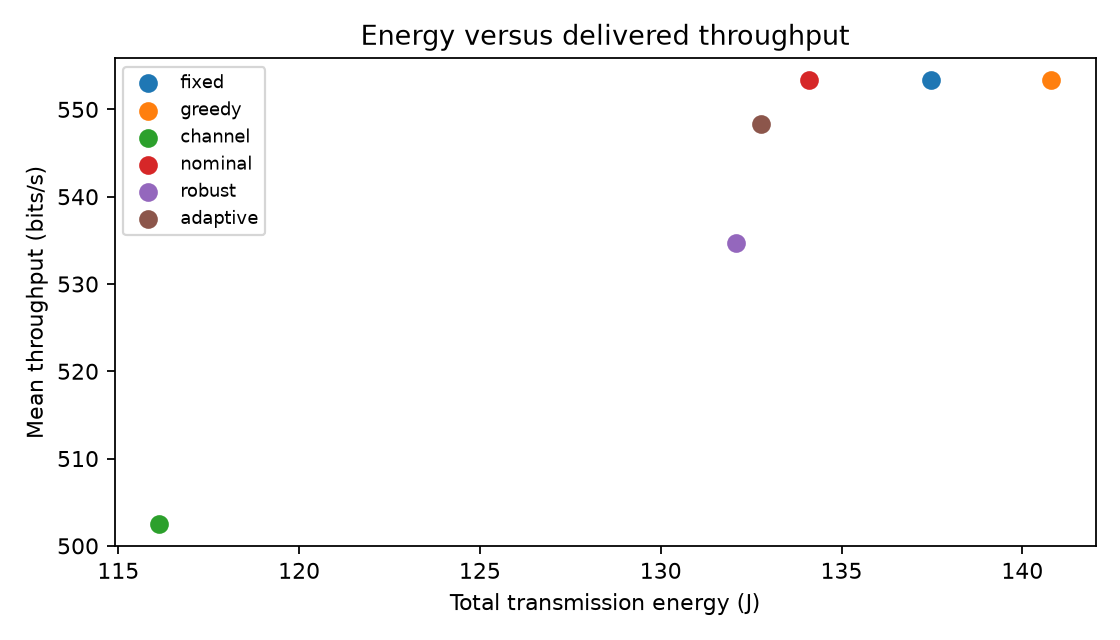 Energy versus delivered throughput
fixed
greedy
channel
nominal
robust
adaptive
Mean throughput (bits/s)
550
540
530
520
510
500
115 120 125 130 135 140
Total transmission energy (J)